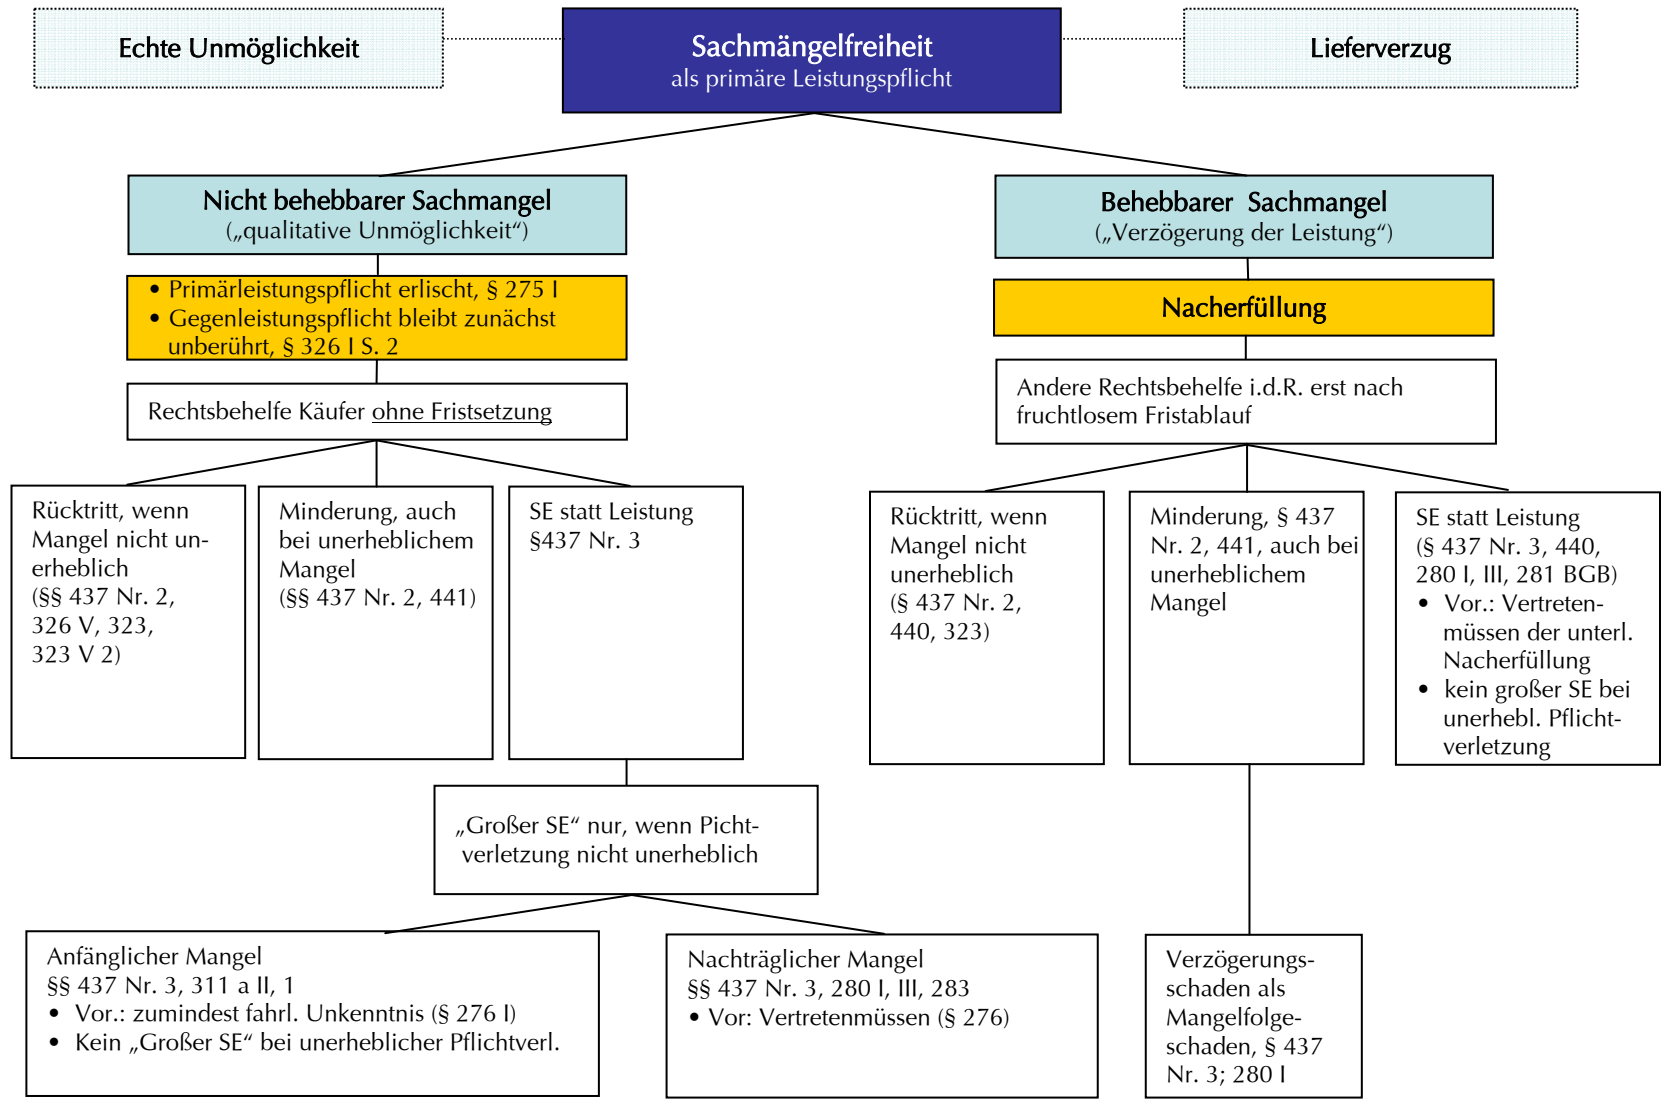 Echte Unmöglichkeit
Sachmängelfreiheit
als primäre Leistungspflicht
Lieferverzug
Nicht behebbarer Sachmangel
(„qualitative Unmöglichkeit“)
Behebbarer Sachmangel
(„Verzögerung der Leistung“)
• Primärleistungspflicht erlischt, § 275 I
• Gegenleistungspflicht bleibt zunächst
unberührt, § 326 I S. 2
Nacherfüllung
Rechtsbehelfe Käufer ohne Fristsetzung
Andere Rechtsbehelfe i.d.R. erst nach
fruchtlosem Fristablauf
Rücktritt, wenn
Mangel nicht un-
erheblich
(§§ 437 Nr. 2,
326 V, 323,
323 V 2)
Minderung, auch
bei unerheblichem
Mangel
(§§ 437 Nr. 2, 441)
SE statt Leistung
§437 Nr. 3
Rücktritt, wenn
Mangel nicht
unerheblich
(§ 437 Nr. 2,
440, 323)
Minderung, § 437
Nr. 2, 441, auch bei
unerheblichem
Mangel
SE statt Leistung
(§ 437 Nr. 3, 440,
280 I, III, 281 BGB)
• Vor.: Vertreten-
müssen der unterl.
Nacherfüllung
• kein großer SE bei
unerhebl. Pflicht-
verletzung
„Großer SE“ nur, wenn Picht-
verletzung nicht unerheblich
Anfänglicher Mangel
§§ 437 Nr. 3, 311 a II, 1
• Vor.: zumindest fahrl. Unkenntnis (§ 276 I)
• Kein „Großer SE“ bei unerheblicher Pflichtverl.
Nachträglicher Mangel
§§ 437 Nr. 3, 280 I, III, 283
• Vor: Vertretenmüssen (§ 276)
Verzögerungs-
schaden als
Mangelfolge-
schaden, § 437
Nr. 3; 280 I